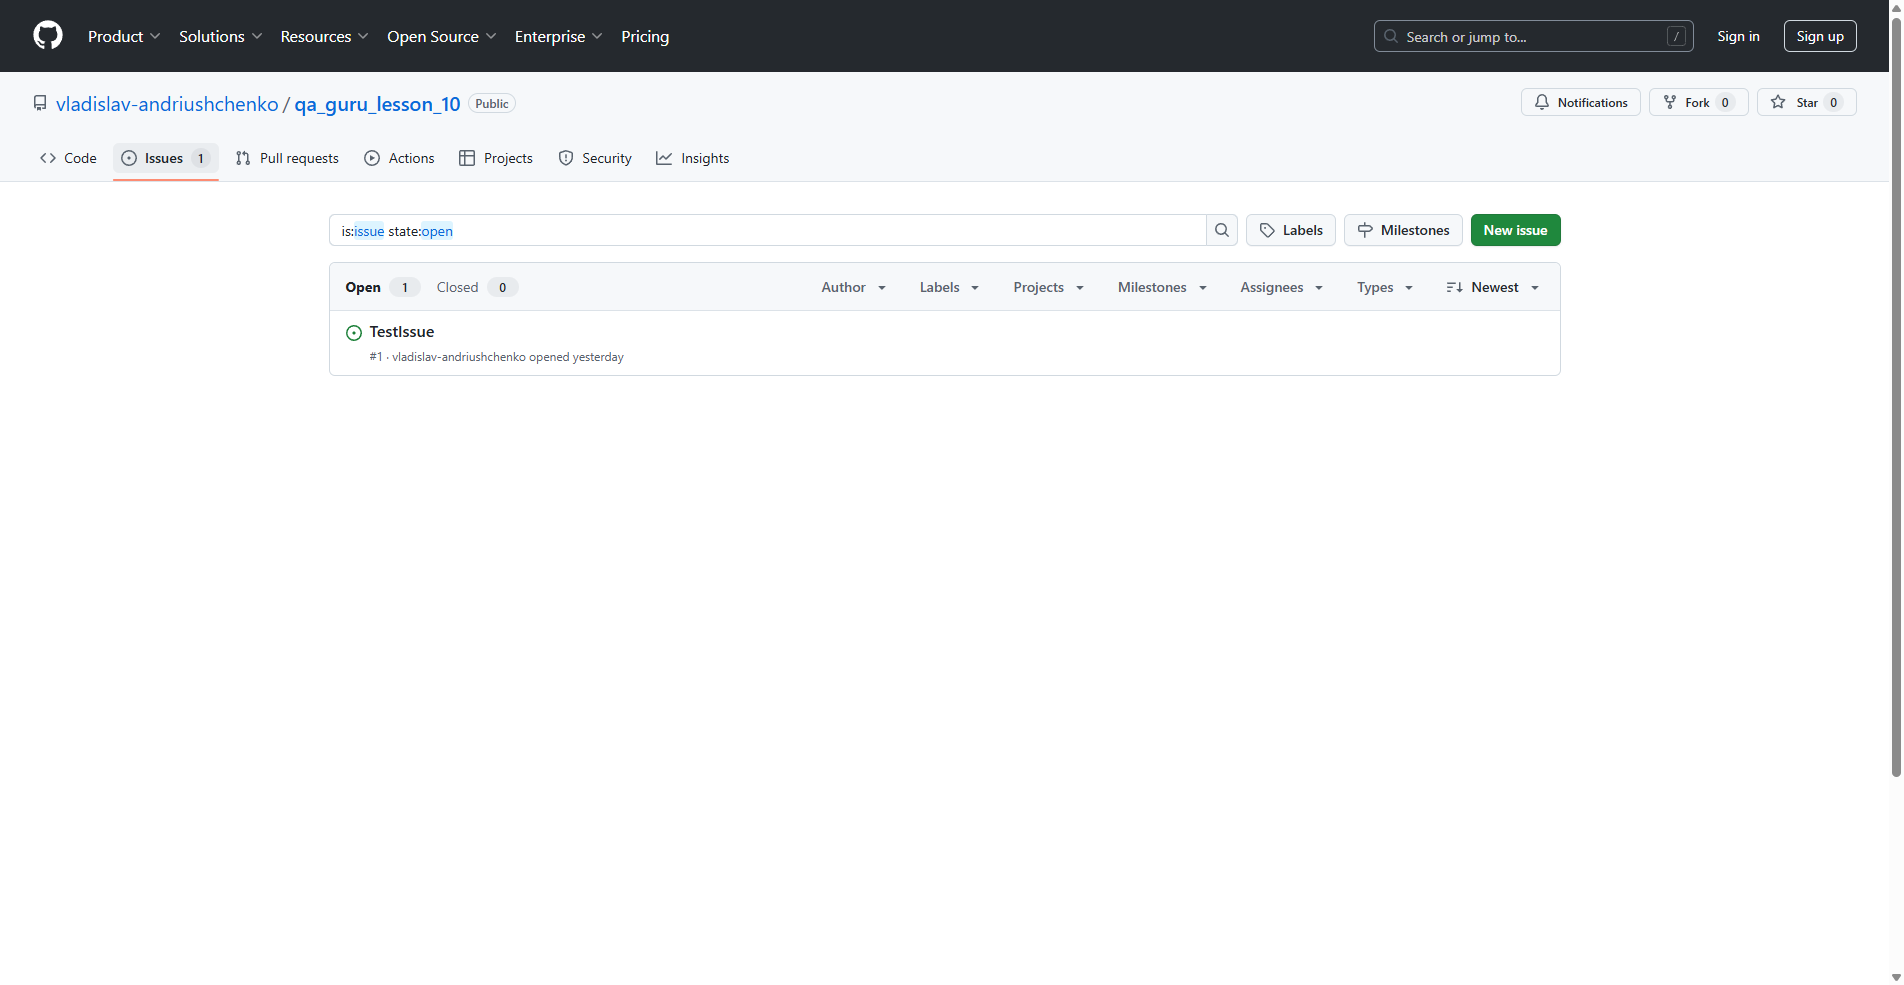 Product Solutions Resources Open Source Enterprise Pricing Search or jump to... / Sign in Sign up
vladislav-andriushchenko / qa_guru_lesson_10 Public Notifications Fork 0 Star 0
Code Issues 1 Pull requests Actions Projects Security Insights
is:issue state:open Labels Milestones New issue
Open 1 Closed 0 Author Labels Projects Milestones Assignees Types Newest
TestIssue
#1 · vladislav-andriushchenko opened yesterday